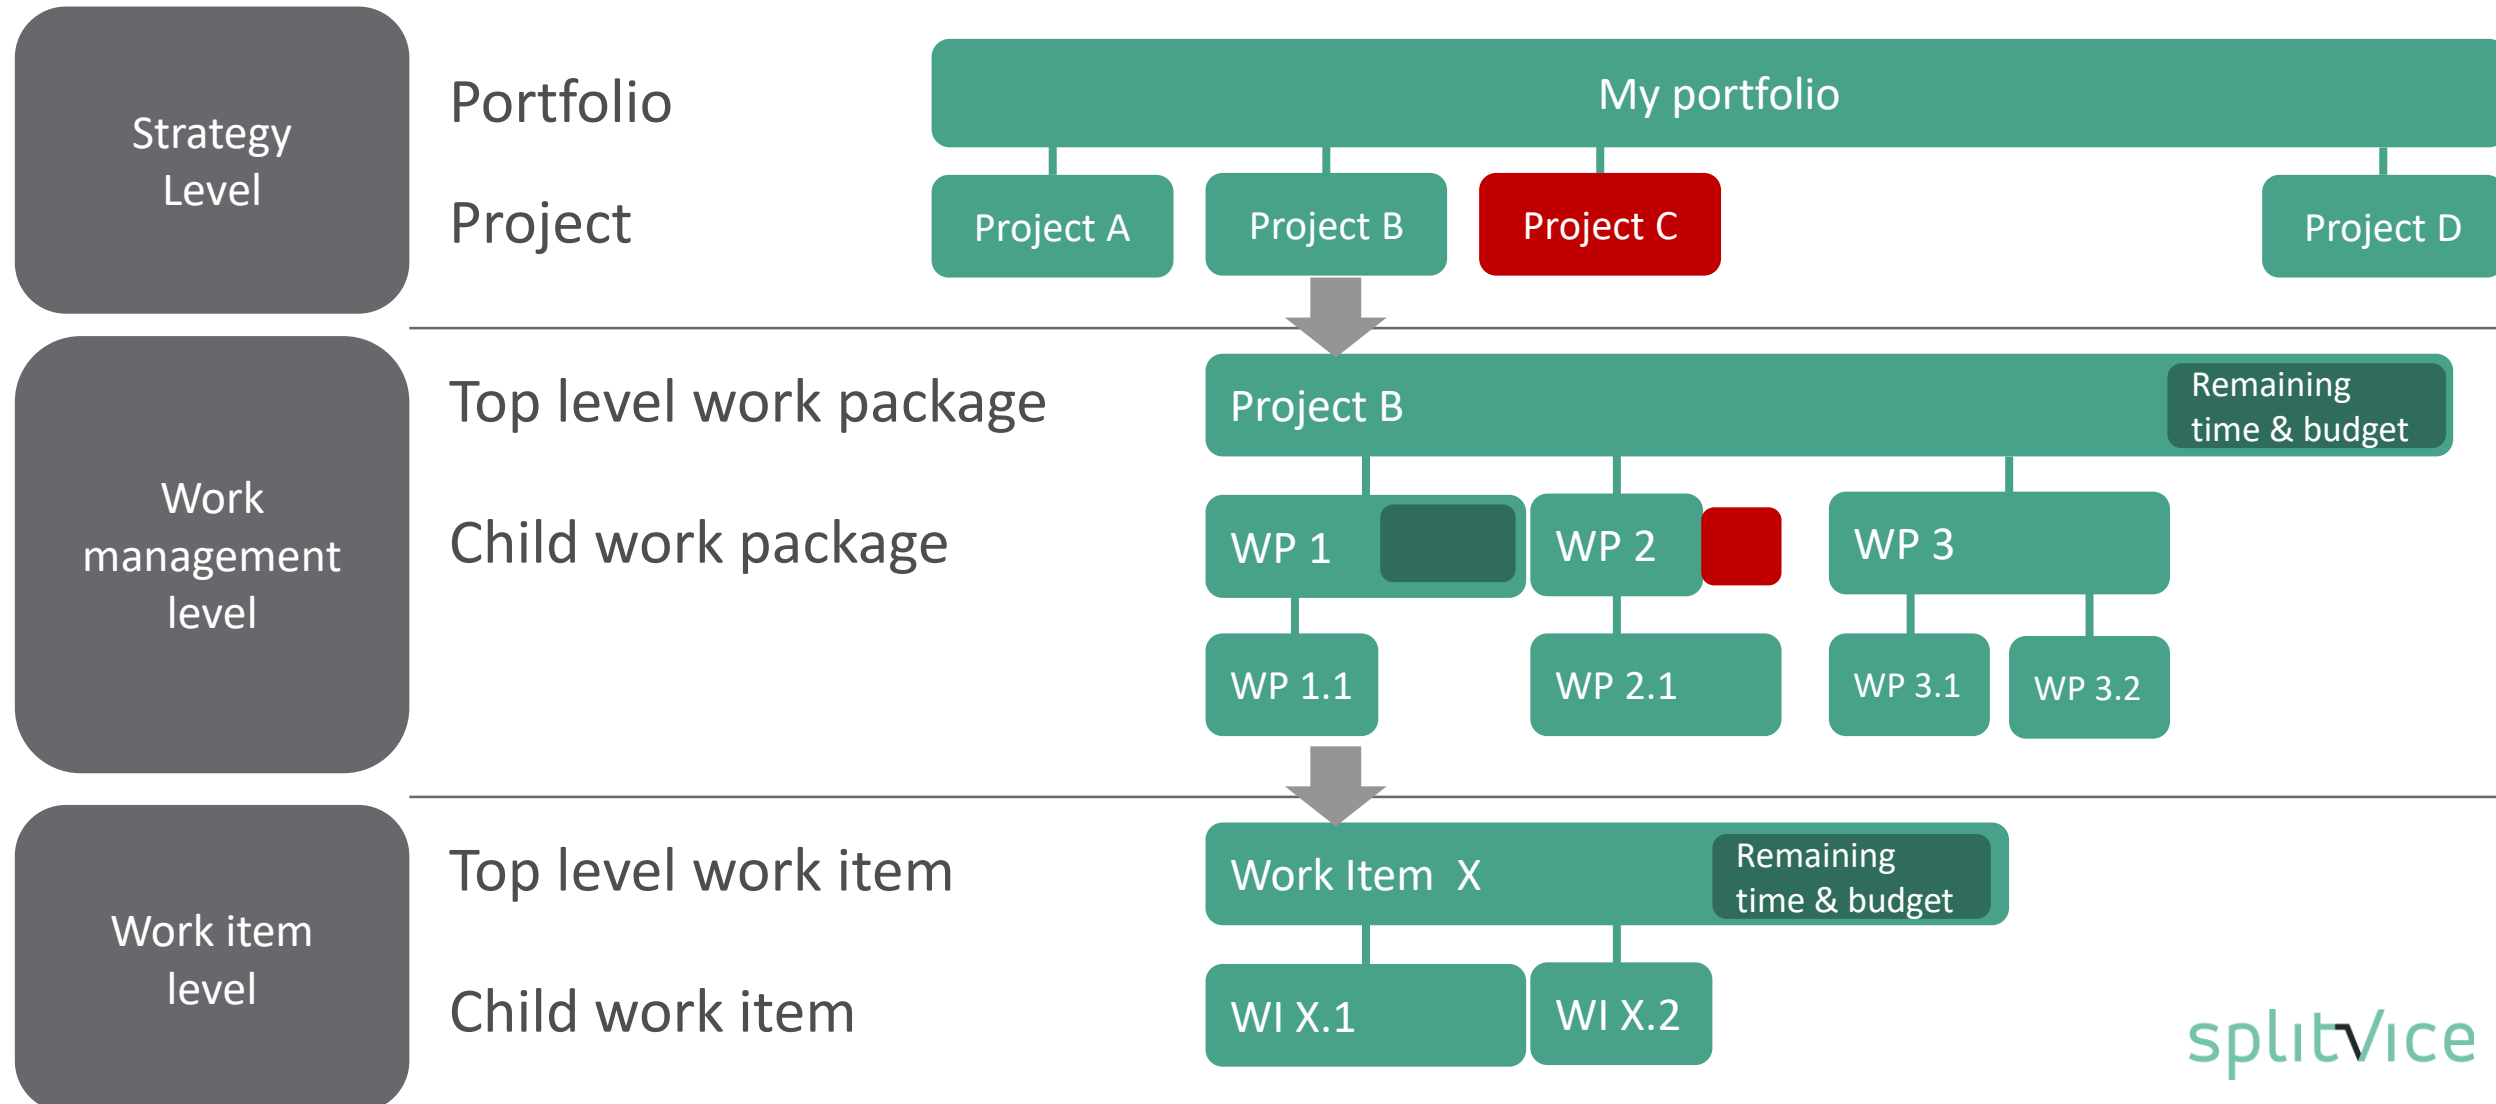 Strategy
Level
Portfolio
My portfolio
Project
Project A
Project B
Project C
Project D
Work
management
level
Top level work package
Project B
Remaining
time & budget
Child work package
WP 1
WP 2
WP 3
WP 1.1
WP 2.1
WP 3.1
WP 3.2
Work item
level
Top level work item
Work Item X
Remaining
time & budget
Child work item
WI X.1
WI X.2
splitvice